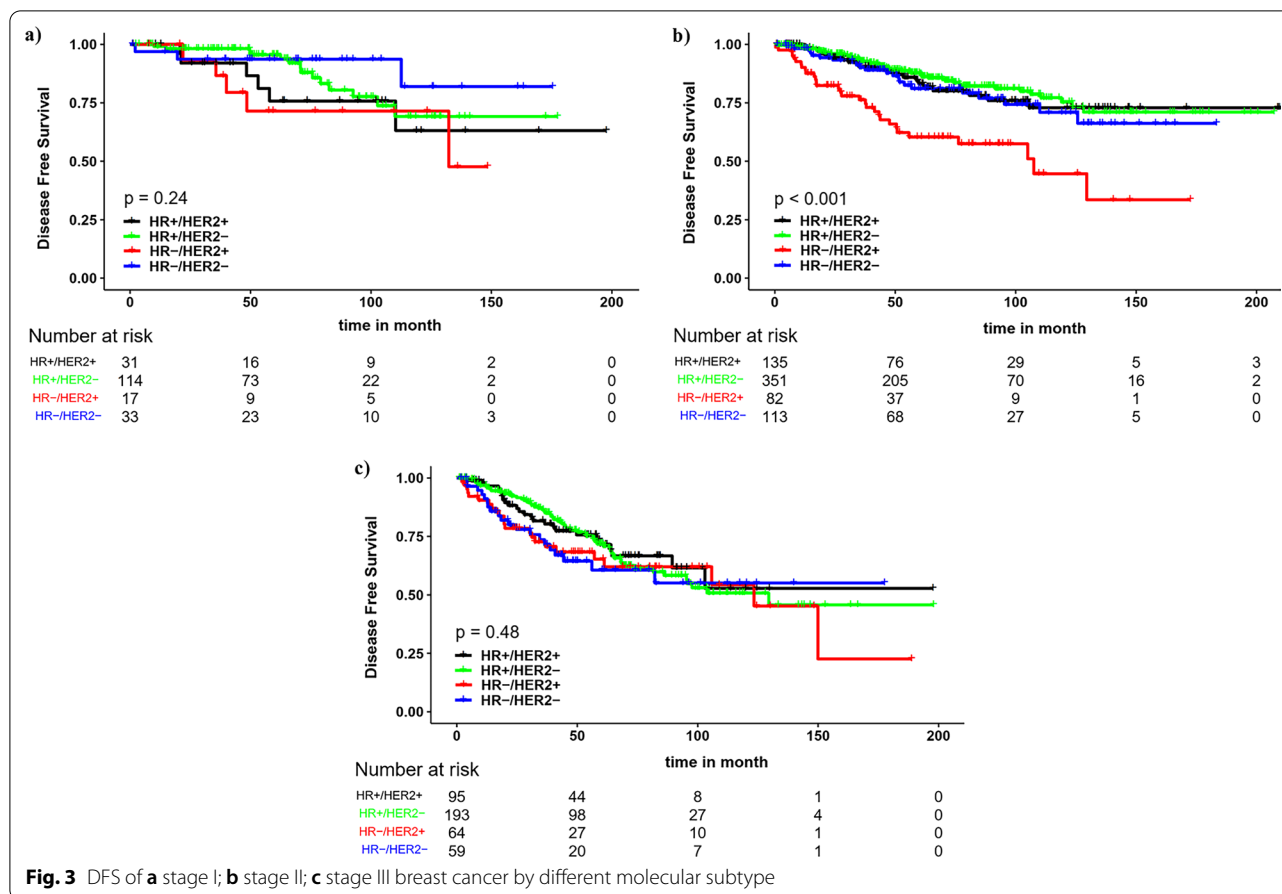 a)
1.00
0.75
0.50
0.25
0.00
Disease Free Survival
p = 0.24
HR+/HER2+
HR+/HER2−
HR−/HER2+
HR−/HER2−
0 50 100 150 200
time in month
Number at risk
HR+/HER2+ 31 16 9 2 0
HR+/HER2− 114 73 22 2 0
HR−/HER2+ 17 9 5 0 0
HR−/HER2− 33 23 10 3 0
b)
1.00
0.75
0.50
0.25
0.00
Disease Free Survival
p < 0.001
HR+/HER2+
HR+/HER2−
HR−/HER2+
HR−/HER2−
0 50 100 150 200
time in month
Number at risk
HR+/HER2+ 135 76 29 5 3
HR+/HER2− 351 205 70 16 2
HR−/HER2+ 82 37 9 1 0
HR−/HER2− 113 68 27 5 0
c)
1.00
0.75
0.50
0.25
0.00
Disease Free Survival
p = 0.48
HR+/HER2+
HR+/HER2−
HR−/HER2+
HR−/HER2−
0 50 100 150 200
time in month
Number at risk
HR+/HER2+ 95 44 8 1 0
HR+/HER2− 193 98 27 4 0
HR−/HER2+ 64 27 10 1 0
HR−/HER2− 59 20 7 1 0
Fig. 3 DFS of a stage I; b stage II; c stage III breast cancer by different molecular subtype